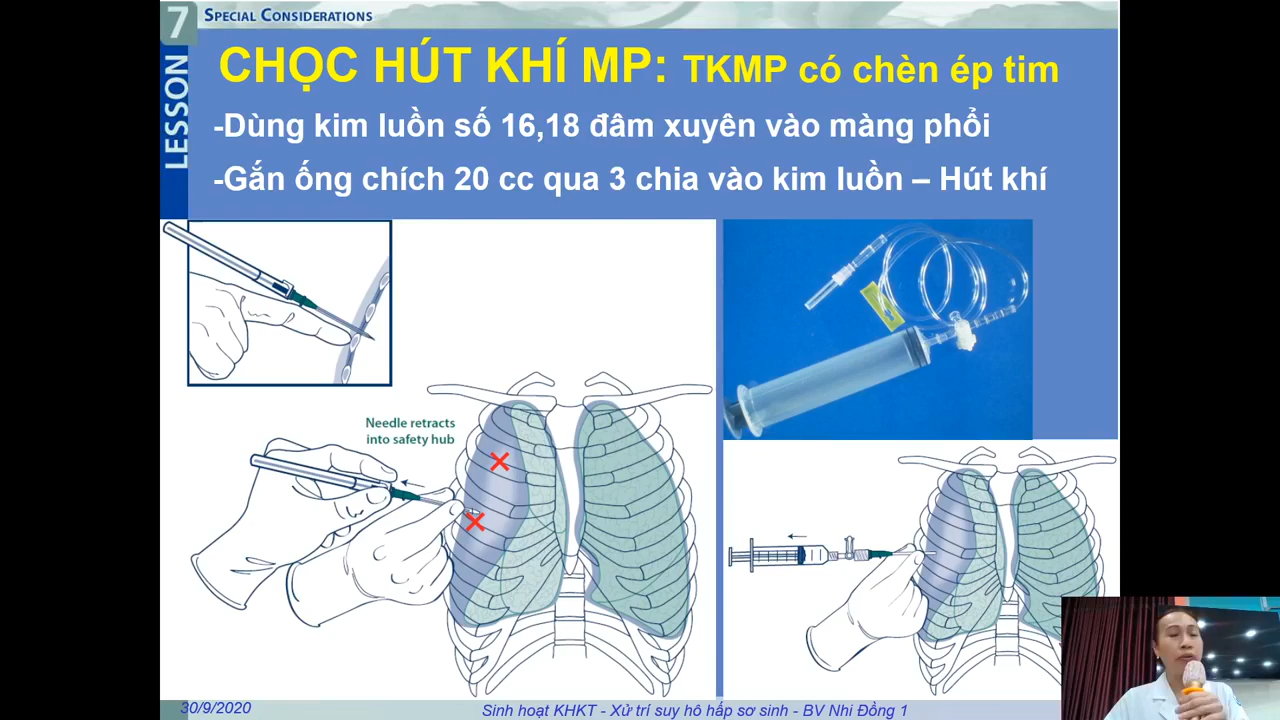 7
SPECIAL CONSIDERATIONS
LESSON
CHỌC HÚT KHÍ MP: TKMP có chèn ép tim
-Dùng kim luồn số 16,18 đâm xuyên vào màng phổi
-Gắn ống chích 20 cc qua 3 chia vào kim luồn – Hút khí
Needle retracts
into safety hub
30/9/2020
Sinh hoạt KHKT - Xử trí suy hô hấp sơ sinh - BV Nhi Đồng 1